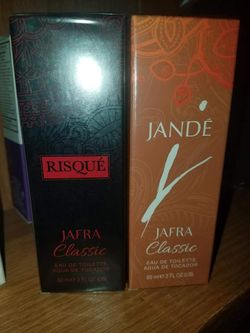 RISQUÉ
JAFRA
Classic
EAU DE TOILETTE
AGUA DE TOCADOR
JANDÉ
JAFRA
Classic
EAU DE TOILETTE
AGUA DE TOCADOR